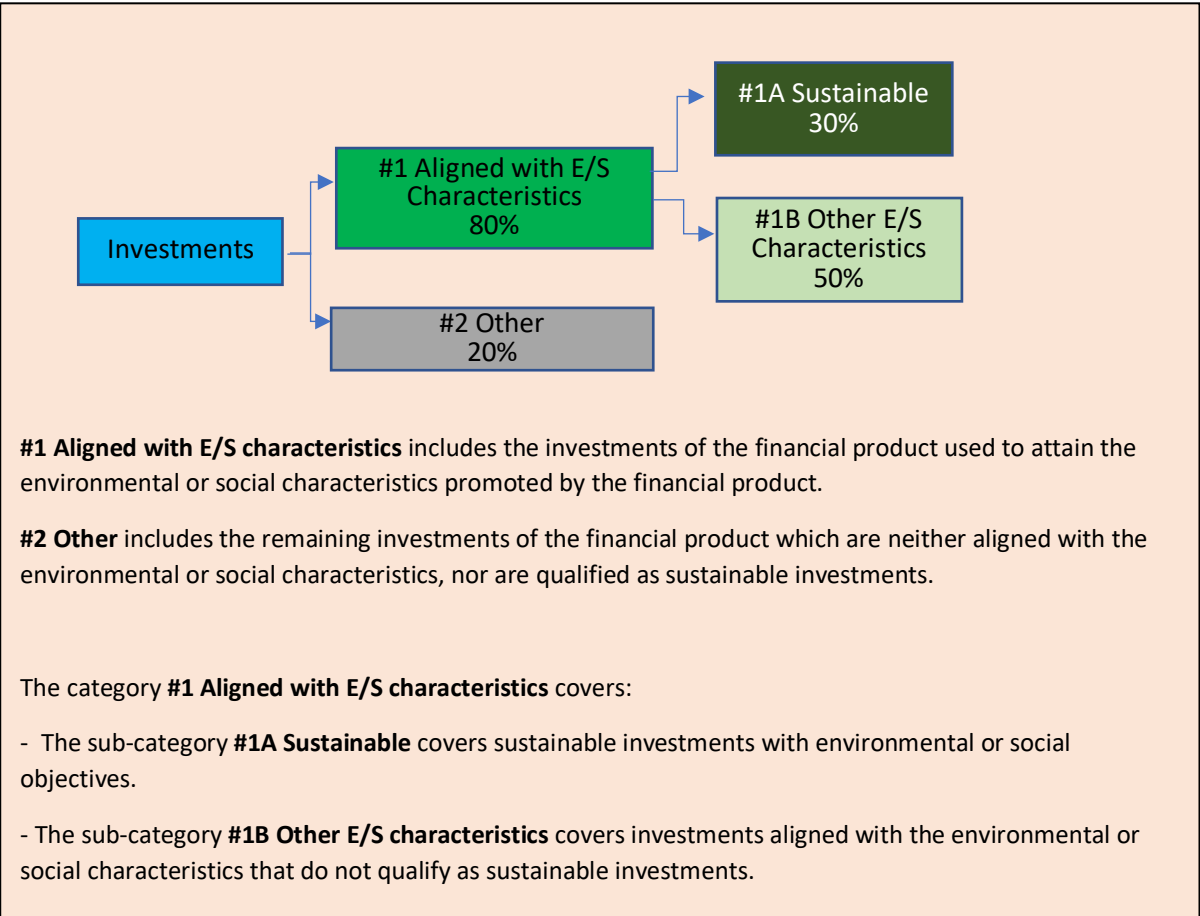 #1A Sustainable
30%
#1 Aligned with E/S
Characteristics
80%
#1B Other E/S
Characteristics
50%
Investments
#2 Other
20%
#1 Aligned with E/S characteristics includes the investments of the financial product used to attain the
environmental or social characteristics promoted by the financial product.
#2 Other includes the remaining investments of the financial product which are neither aligned with the
environmental or social characteristics, nor are qualified as sustainable investments.
The category #1 Aligned with E/S characteristics covers:
- The sub-category #1A Sustainable covers sustainable investments with environmental or social
objectives.
- The sub-category #1B Other E/S characteristics covers investments aligned with the environmental or
social characteristics that do not qualify as sustainable investments.